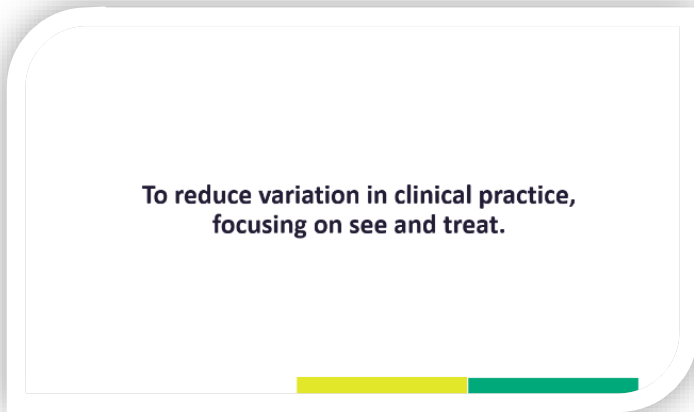 To reduce variation in clinical practice,
focusing on see and treat.